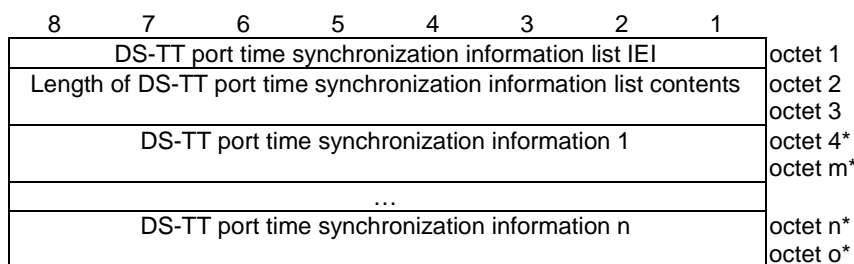 8 7 6 5 4 3 2 1
DS-TT port time synchronization information list IEI octet 1
Length of DS-TT port time synchronization information list contents octet 2
octet 3
DS-TT port time synchronization information 1 octet 4*
octet m*
…
DS-TT port time synchronization information n octet n*
octet o*